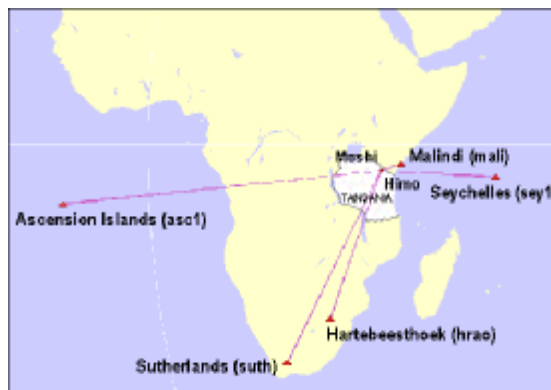 Moshi
Malindi (mali)
Himo
Seychelles (sey1)
TANZANIA
Ascension Islands (asc1)
Hartebeesthoek (hrao)
Sutherlands (suth)